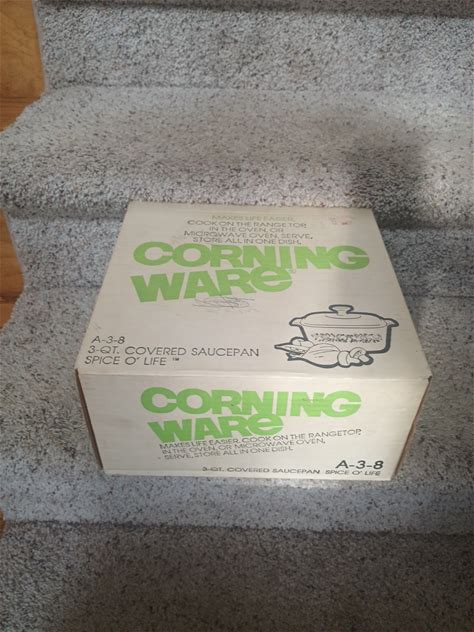 MAKES LIFE EASIER.
COOK ON THE RANGETOP,
IN THE OVEN, OR
MICROWAVE OVEN, SERVE,
STORE ALL IN ONE DISH.
CORNING
WARE®
A-3-8
3-QT. COVERED SAUCEPAN
SPICE O' LIFE™
CORNING
WARE®
MAKES LIFE EASIER. COOK ON THE RANGETOP,
IN THE OVEN, OR MICROWAVE OVEN,
SERVE, STORE ALL IN ONE DISH.
A-3-8
3-QT. COVERED SAUCEPAN SPICE O' LIFE